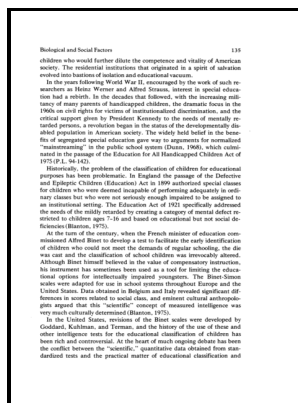 Biological and Social Factors 135
children who would further dilute the competence and vitality of American
society. The residential institutions that originated in a spirit of salvation
evolved into bastions of isolation and educational vacuum.
In the years following World War II, encouraged by the work of such re-
searchers as Heinz Werner and Alfred Strauss, interest in special educa-
tion had a rebirth. In the decades that followed, with the increasing mili-
tancy of many parents of handicapped children, the dramatic focus in the
1960s on civil rights for victims of institutionalized discrimination, and the
critical support given by President Kennedy to the needs of mentally re-
tarded persons, a revolution began in the status of the developmentally dis-
abled population in American society. The widely held belief in the bene-
fits of segregated special education gave way to arguments for normalized
"mainstreaming" in the public school system (Dunn, 1968), which culmi-
nated in the passage of the Education for All Handicapped Children Act of
1975 (P.L. 94-142).
Historically, the problem of the classification of children for educational
purposes has been problematic. In England the passage of the Defective
and Epileptic Children (Education) Act in 1899 authorized special classes
for children who were deemed incapable of performing adequately in ordi-
nary classes but who were not seriously enough impaired to be assigned to
an institutional setting. The Education Act of 1921 specifically addressed
the needs of the mildly retarded by creating a category of mental defect re-
stricted to children ages 7–16 and based on educational but not social de-
ficiencies (Blanton, 1975).
At the turn of the century, when the French minister of education com-
missioned Alfred Binet to develop a test to facilitate the early identification
of children who could not meet the demands of regular schooling, the die
was cast and the classification of school children was irrevocably altered.
Although Binet himself believed in the value of compensatory instruction,
his instrument has sometimes been used as a tool for limiting the educa-
tional options for intellectually impaired youngsters. The Binet-Simon
scales were adapted for use in school systems throughout Europe and the
United States. Data obtained in Belgium and Italy revealed significant dif-
ferences in scores related to social class, and eminent cultural anthropolo-
gists argued that this "scientific" concept of measured intelligence was
very much culturally determined (Blanton, 1975).
In the United States, revisions of the Binet scales were developed by
Goddard, Kuhlman, and Terman, and the history of the use of these and
other intelligence tests for the educational classification of children has
been rich and controversial. At the heart of much ongoing debate has been
the conflict between the "scientific," quantitative data obtained from stan-
dardized tests and the practical matter of educational classification and